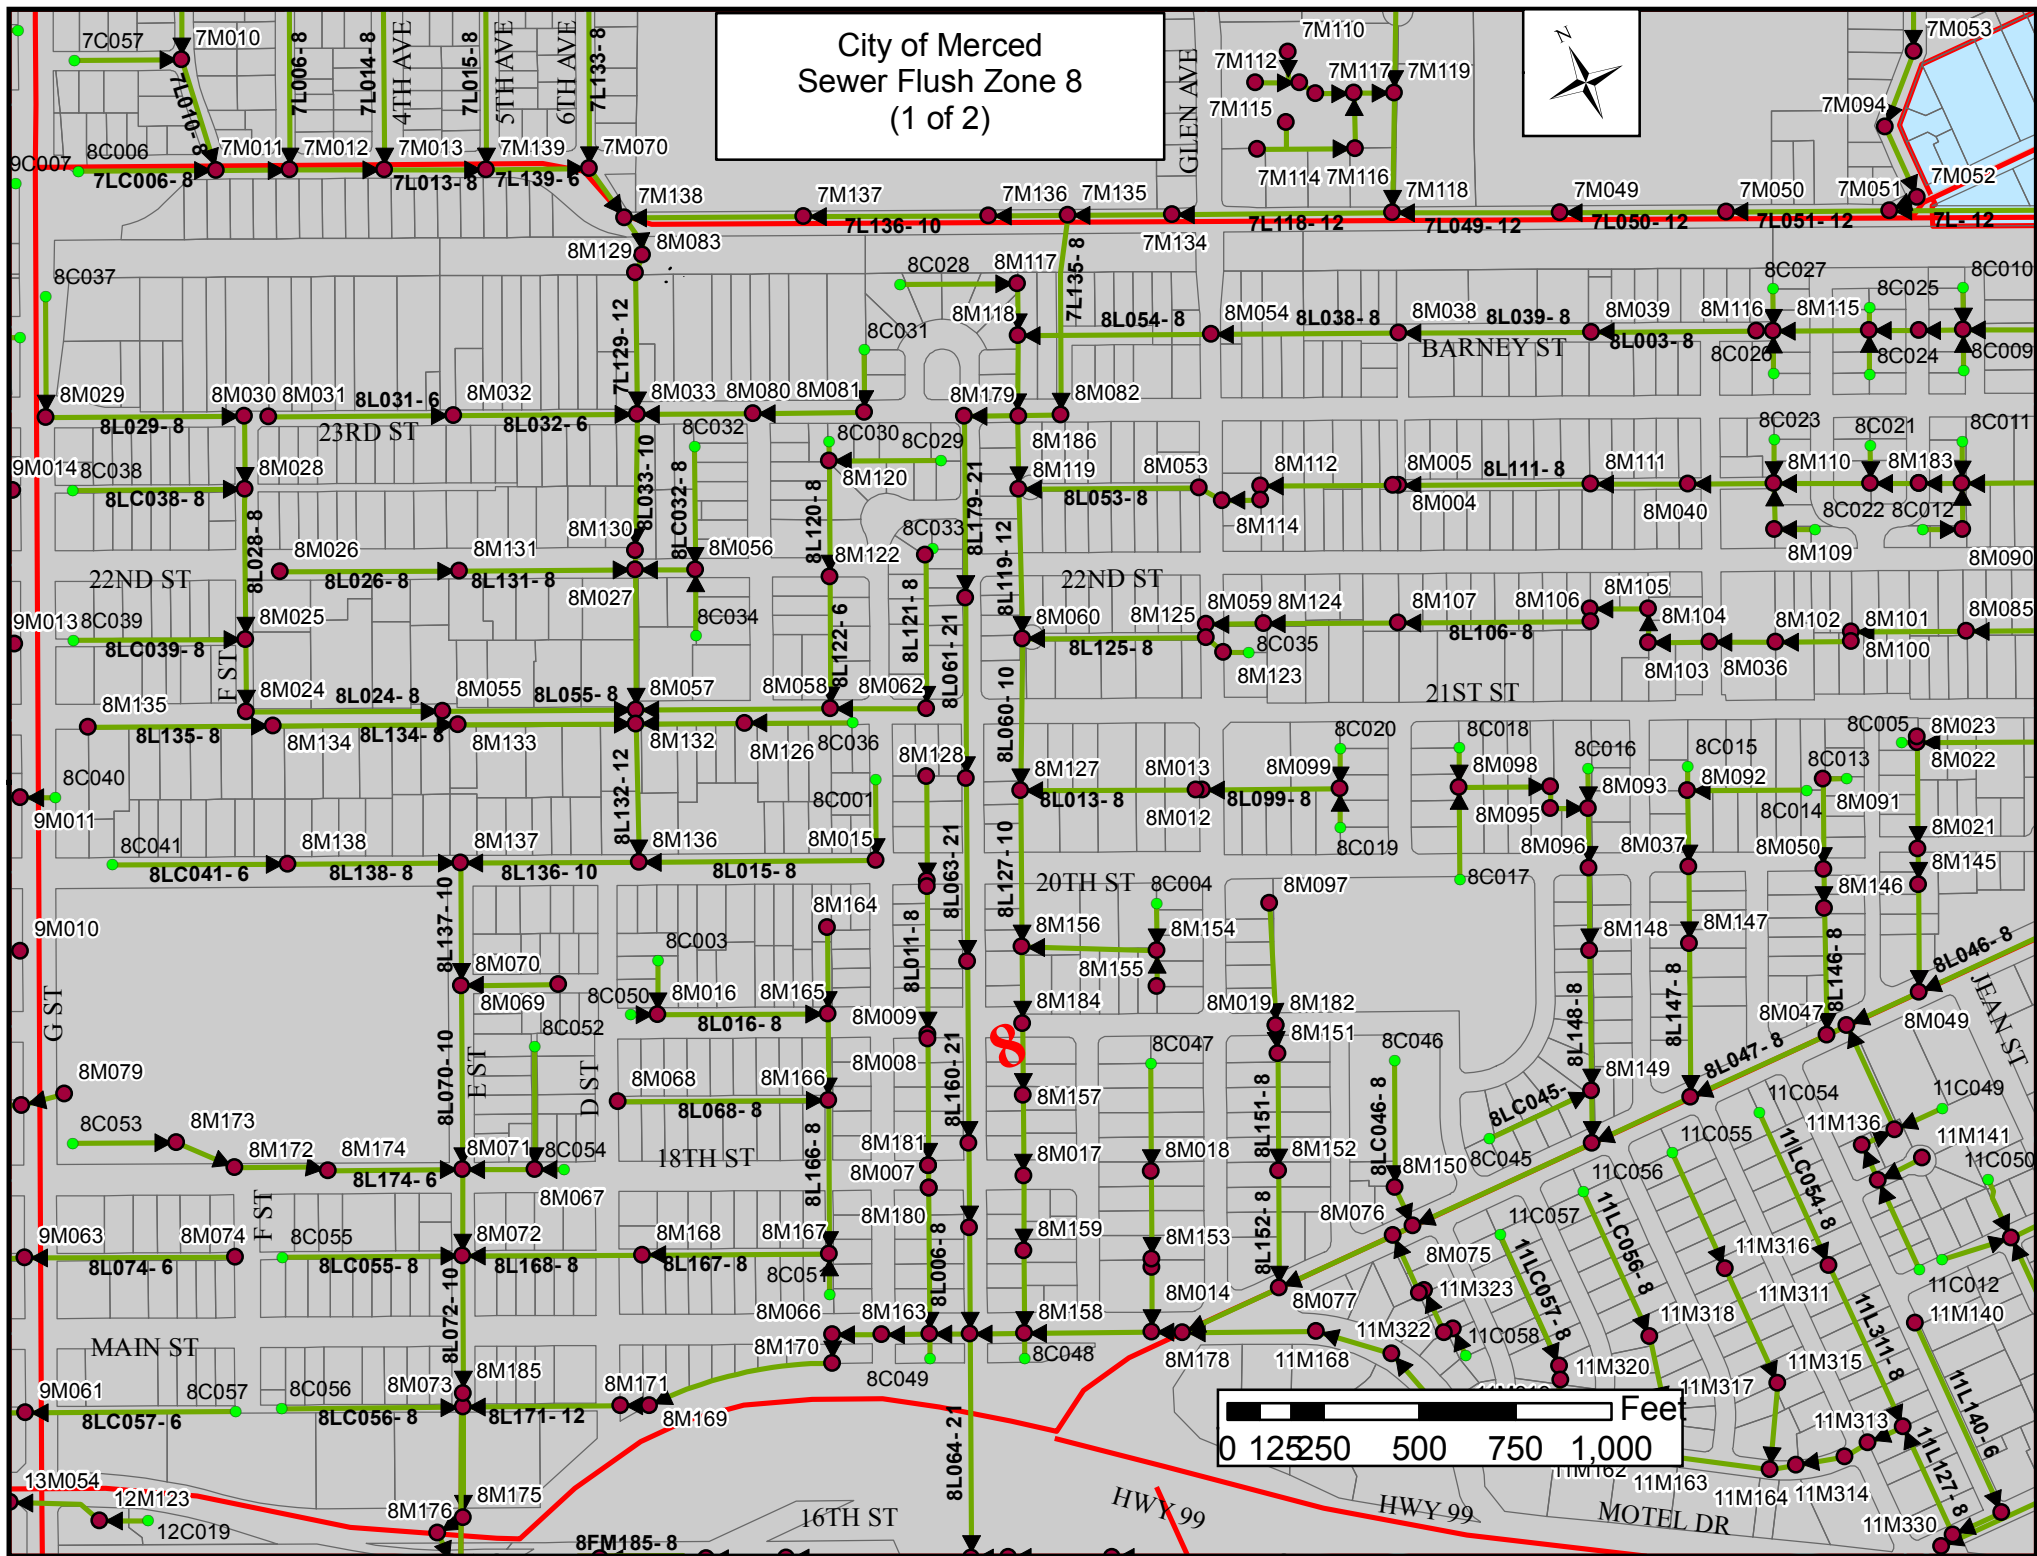 City of Merced
Sewer Flush Zone 8
(1 of 2)
N
7C057
7M010
7L010-8
7L006-8
7L014-8
4TH AVE
7L015-8
5TH AVE
6TH AVE
7L133-8
GLEN AVE
7M110
7M112
7M117
7M119
7M115
7M114
7M116
7M053
7M094
9C007
8C006
7LC006-8
7M011
7M012
7M013
7L013-8
7M139
7L139-6
7M070
7M138
7M137
7L136-10
7M136
7M135
7M134
7L118-12
7M118
7L049-12
7M049
7L050-12
7M050
7L051-12
7M051
7M052
7L-12
8C037
8M129
8M083
8C028
8M117
7L135-8
8M118
8L054-8
8M054
8L038-8
8M038
8L039-8
8M039
8L003-8
BARNEY ST
8M116
8C027
8M115
8C025
8C010
8C026
8C024
8C009
7L129-12
8C031
8M029
8L029-8
8M030
8M031
8L031-6
8M032
8L032-6
23RD ST
8M033
8M080
8M081
8M179
8M082
8M186
8C032
8C030
8C029
8M120
8C023
8C021
8C011
9M014
8C038
8LC038-8
8M028
8L033-10
8LC032-8
8L120-8
8L179-21
8M119
8L053-8
8M053
8M112
8M114
8M005
8M004
8L111-8
8M111
8M040
8M110
8M183
8C022
8C012
8M109
8M090
8L028-8
8M130
8C033
8L119-12
8M026
8L026-8
8M131
8L131-8
8M027
8M056
8M122
22ND ST
22ND ST
8C034
8L122-6
8L121-8
8L061-21
9M013
8C039
8LC039-8
8M025
F ST
8M060
8L125-8
8M125
8M059
8M124
8C035
8M123
8M107
8L106-8
8M106
8M105
8M104
8M103
8M102
8M036
8M101
8M100
8M085
8M024
8L024-8
8M055
8L055-8
8M057
8M058
8M062
8L060-10
21ST ST
8M135
8L135-8
8M134
8L134-8
8M133
8M132
8M126
8C036
8C020
8C018
8C016
8C015
8C005
8M023
8M022
8C013
8C040
9M011
8L132-12
8C001
8M128
8M127
8L013-8
8M013
8M012
8M099
8L099-8
8C019
8M098
8M095
8M093
8M092
8C014
8M091
8M096
8M037
8M050
8M021
8M145
8C041
8LC041-6
8M138
8L138-8
8M137
8L136-10
8M136
8L015-8
8M015
8L063-21
8L127-10
20TH ST
8C004
8M097
8C017
8M146
9M010
8L137-10
8C003
8M164
8L011-8
8M156
8M154
8M155
8M148
8M147
8L146-8
8L046-8
G ST
8M070
8M069
8C050
8M016
8L016-8
8M165
8C052
8M009
8M008
8M184
8M019
8M182
8M151
8C046
8L148-8
8L147-8
8M047
8M049
JEAN ST
8
8L047-8
8M079
8L070-10
E ST
D ST
8M068
8L068-8
8M166
8L160-21
8M157
8C047
8L151-8
8LC046-8
8M149
8LC045-
8C045
11C054
11C049
11M136
11M141
11C050
8C053
8M173
8M172
8M174
8L174-6
8M071
8C054
8M067
18TH ST
8L166-8
8M181
8M007
8M017
8M018
8M152
8M150
11C055
11C056
11LC054-8
F ST
9M063
8L074-6
8M074
8C055
8LC055-8
8M072
8L168-8
8M168
8L167-8
8M167
8C051
8M180
8L006-8
8M159
8M153
8L152-8
8M076
8M075
11C057
11LC056-8
11M316
11M311
11C012
11M140
8M066
8M163
8M158
8M014
8M077
11M323
11LC057-8
11M318
11L311-8
MAIN ST
8L072-10
8M170
8C048
8C049
8M178
11M168
11M322
11C058
11M320
11M317
11M315
9M061
8LC057-6
8C057
8C056
8LC056-8
8M073
8M185
8L171-12
8M171
8M169
8L064-21
Feet
0 125 250 500 750 1,000
11M162
11M163
11M164
11M314
11M313
11L140-6
11L127-8
11M330
13M054
12M123
12C019
8M176
8M175
16TH ST
HWY 99
HWY 99
MOTEL DR
8FM185-8